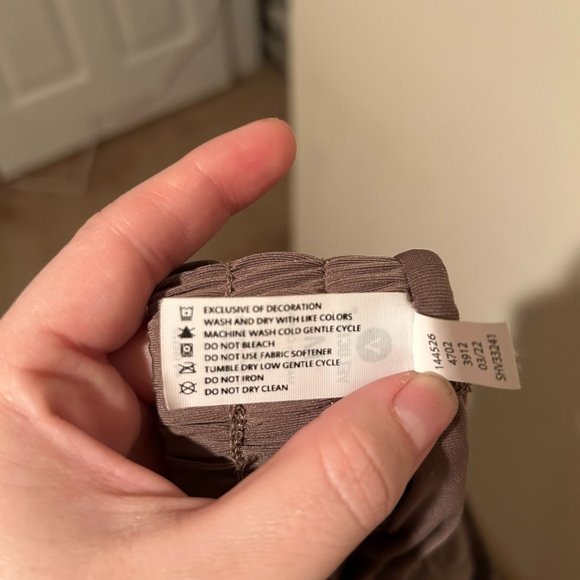 EXCLUSIVE OF DECORATION
WASH AND DRY WITH LIKE COLORS
MACHINE WASH COLD GENTLE CYCLE
DO NOT BLEACH
DO NOT USE FABRIC SOFTENER
TUMBLE DRY LOW GENTLE CYCLE
DO NOT IRON
DO NOT DRY CLEAN
144526
4702
3912
03/22
SHV33241